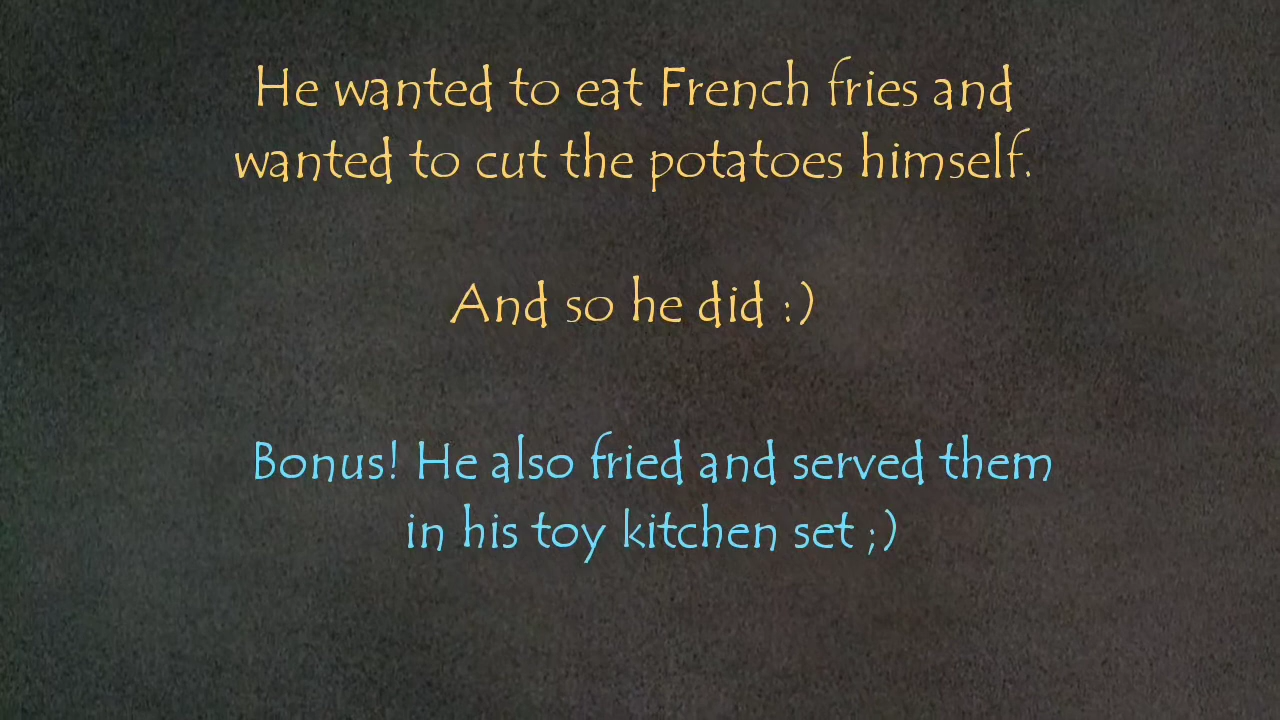 He wanted to eat French fries and
wanted to cut the potatoes himself.
And so he did :)
Bonus! He also fried and served them
in his toy kitchen set ;)